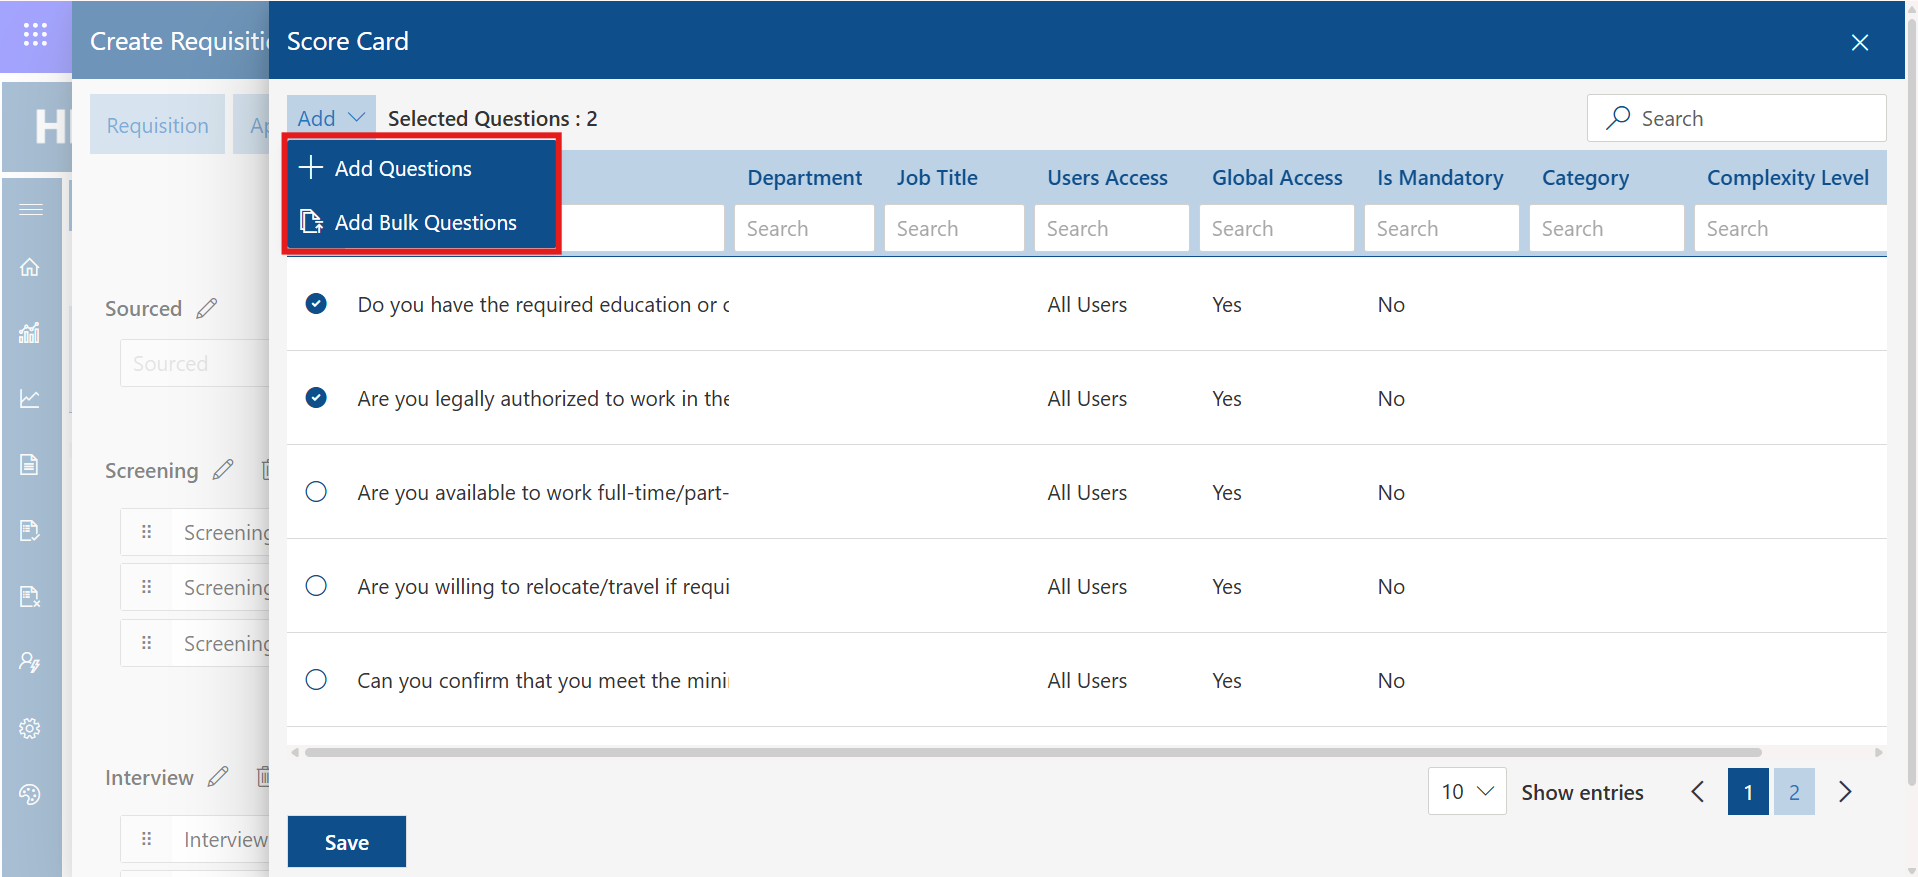 Create Requisitio
Score Card
H
Requisition
Ap
Add
Selected Questions : 2
Search
Add Questions
Add Bulk Questions
Department
Job Title
Users Access
Global Access
Is Mandatory
Category
Complexity Level
Search
Search
Search
Search
Search
Search
Search
Sourced
Sourced
Screening
Screening
Screening
Screening
Interview
Interview
Do you have the required education or c
All Users
Yes
No
Are you legally authorized to work in the
All Users
Yes
No
Are you available to work full-time/part-
All Users
Yes
No
Are you willing to relocate/travel if requi
All Users
Yes
No
Can you confirm that you meet the mini
All Users
Yes
No
10
Show entries
1
2
Save